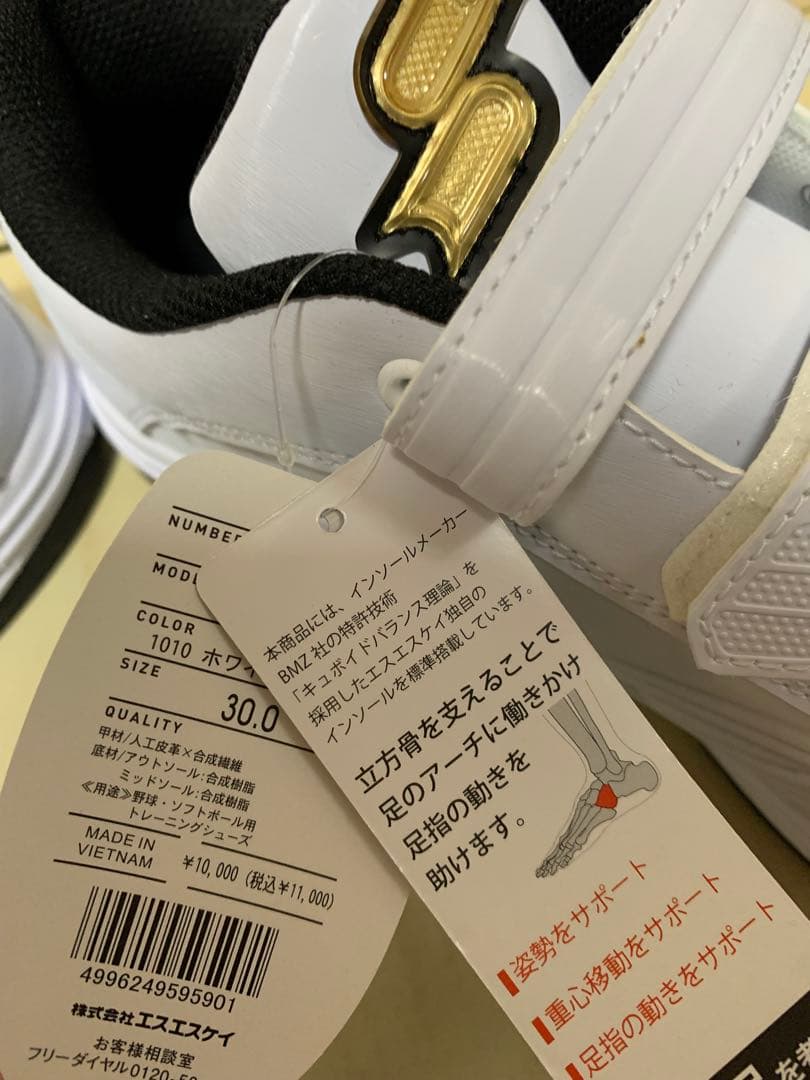 NUMBE
MODE
COLOR
1010 ホワイ
SIZE
30.0
QUALITY
甲材/人工皮革×合成繊維
底材/アウトソール:合成樹脂
ミッドソール:合成樹脂
≪用途≫野球・ソフトボール用
トレーニングシューズ
MADE IN
VIETNAM
¥10,000 (税込¥11,000)
4996249595901
株式会社エスエスケイ
お客様相談室
フリーダイヤル0120-
本商品には、インソールメーカー
BMZ 社の特許技術
「キュボイドバランス理論」を
採用したエスエスケイ独自の
インソールを標準搭載しています。
立方骨を支えることで
足のアーチに働きかけ
足指の動きを
助けます。
姿勢をサポート
重心移動をサポート
足指の動きをサポート